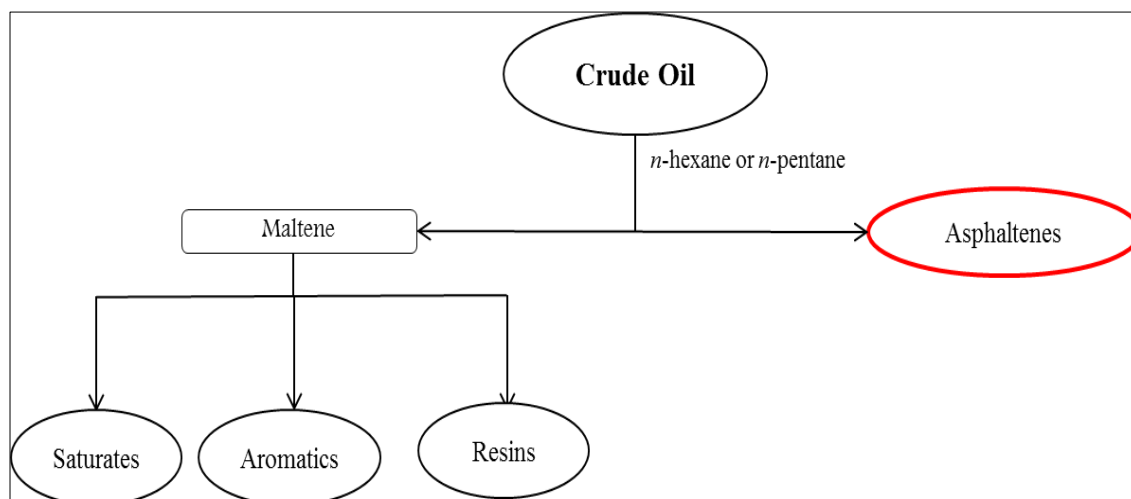 Crude Oil
n-hexane or n-pentane
Maltene
Asphaltenes
Saturates
Aromatics
Resins